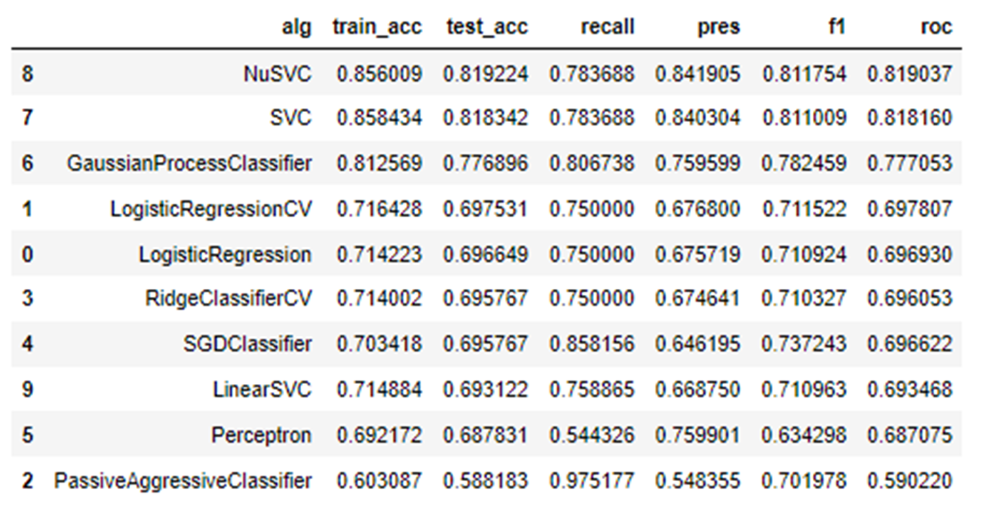 alg train_acc test_acc recall pres f1 roc
8 NuSVC 0.856009 0.819224 0.783688 0.841905 0.811754 0.819037
7 SVC 0.858434 0.818342 0.783688 0.840304 0.811009 0.818160
6 GaussianProcessClassifier 0.812569 0.776896 0.806738 0.759599 0.782459 0.777053
1 LogisticRegressionCV 0.716428 0.697531 0.750000 0.676800 0.711522 0.697807
0 LogisticRegression 0.714223 0.696649 0.750000 0.675719 0.710924 0.696930
3 RidgeClassifierCV 0.714002 0.695767 0.750000 0.674641 0.710327 0.696053
4 SGDClassifier 0.703418 0.695767 0.858156 0.646195 0.737243 0.696622
9 LinearSVC 0.714884 0.693122 0.758865 0.668750 0.710963 0.693468
5 Perceptron 0.692172 0.687831 0.544326 0.759901 0.634298 0.687075
2 PassiveAggressiveClassifier 0.603087 0.588183 0.975177 0.548355 0.701978 0.590220